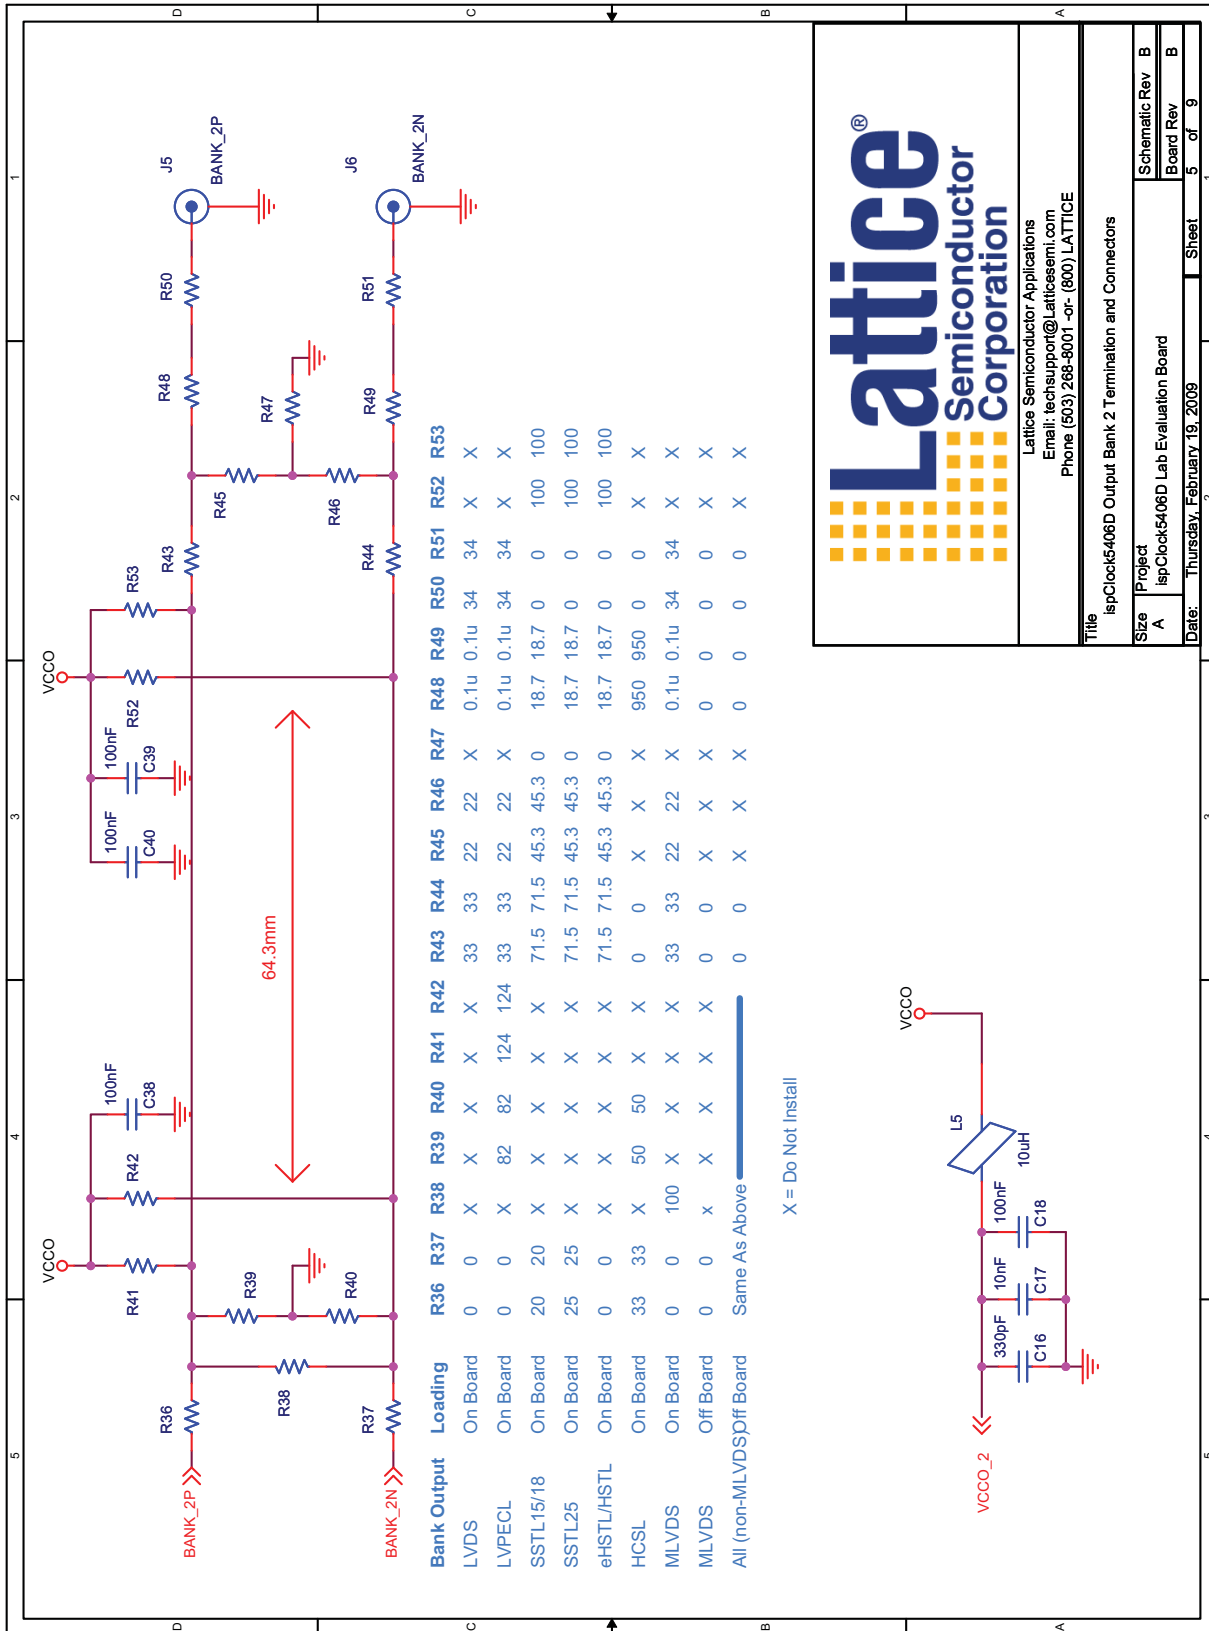 5 4 3 2 1
D D
C C
B B
A A
VCCO
VCCO
R41
R42
100nF
C38
100nF
C40
100nF
C39
R52
R53
BANK_2P
R36
R43
R48
R50
J5
BANK_2P
R38
R39
R40
64.3mm
R45
R46
R47
BANK_2N
R37
R44
R49
R51
J6
BANK_2N
Bank Output Loading R36 R37 R38 R39 R40 R41 R42 R43 R44 R45 R46 R47 R48 R49 R50 R51 R52 R53
LVDS On Board 0 0 X X X X X 33 33 22 22 X 0.1u 0.1u 34 34 X X
LVPECL On Board 0 0 X 82 82 124 124 33 33 22 22 X 0.1u 0.1u 34 34 X X
SSTL15/18 On Board 20 20 X X X X X 71.5 71.5 45.3 45.3 0 18.7 18.7 0 0 100 100
SSTL25 On Board 25 25 X X X X X 71.5 71.5 45.3 45.3 0 18.7 18.7 0 0 100 100
eHSTL/HSTL On Board 0 0 X X X X X 71.5 71.5 45.3 45.3 0 18.7 18.7 0 0 100 100
HCSL On Board 33 33 X 50 50 X X 0 0 X X X 950 950 0 0 X X
MLVDS On Board 0 0 100 X X X X 33 33 22 22 X 0.1u 0.1u 34 34 X X
MLVDS Off Board 0 0 x X X X X 0 0 X X X 0 0 0 0 X X
All (non-MLVDS) Off Board Same As Above 0 0 X X X 0 0 0 0 X X
X = Do Not Install
VCCO_2
330pF
C16
10nF
C17
100nF
C18
L5
10uH
VCCO
Lattice®
Semiconductor
Corporation
Lattice Semiconductor Applications
Email: techsupport@Latticesemi.com
Phone (503) 268-8001 -or- (800) LATTICE
Title
ispClock5406D Output Bank 2 Termination and Connectors
Size Project Schematic Rev B
A ispClock5406D Lab Evaluation Board Board Rev B
Date: Thursday, February 19, 2009 Sheet 5 of 9
5 4 3 2 1